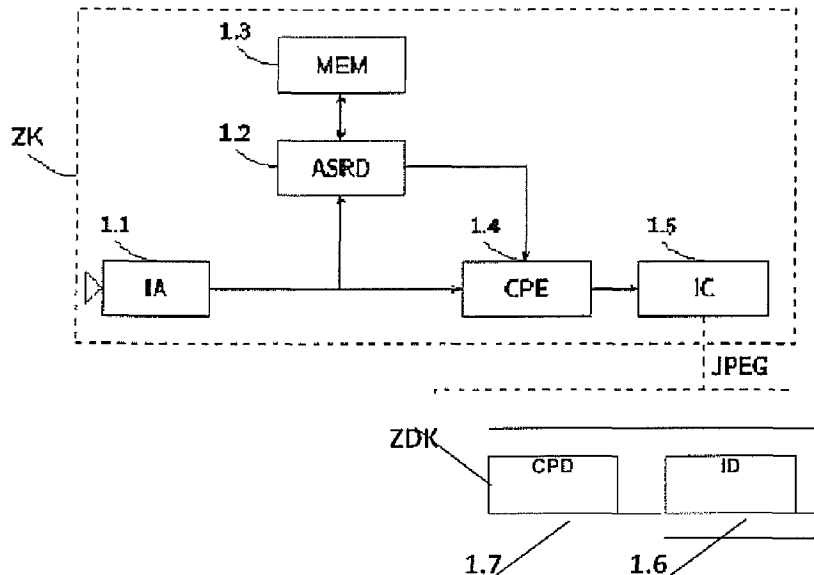 1.3
MEM
1.2
ZK
ASRD
1.1
1.4
1.5
IA
CPE
IC
JPEG
ZDK
CPD
ID
1.7
1.6